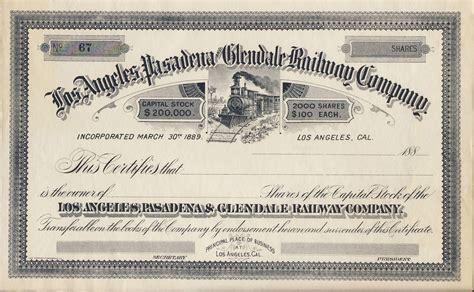 No. 67 SHARES
Los Angeles, Pasadena and Glendale Railway Company.
CAPITAL STOCK $200,000.
2000 SHARES $100 EACH.
INCORPORATED MARCH 30TH 1889. LOS ANGELES, CAL.
188
This Certifies that
is the owner of Shares of the Capital Stock of the
LOS ANGELES, PASADENA & GLENDALE RAILWAY COMPANY.
Transferable on the books of the Company by endorsement hereon and surrender of this Certificate.
PRINCIPAL PLACE OF BUSINESS
AT
LOS ANGELES, CAL.
SECRETARY PRESIDENT